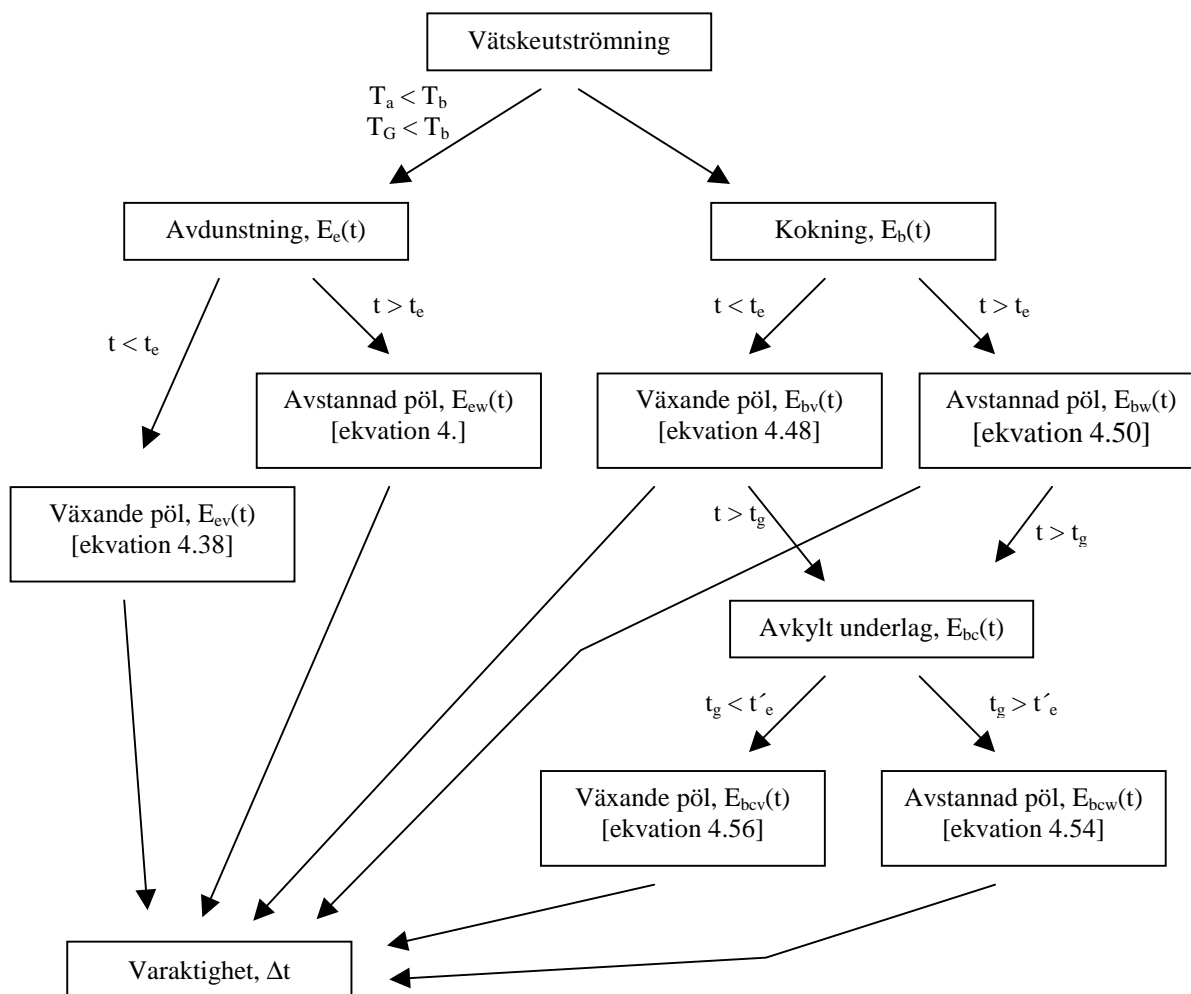 Vätskeutströmning
T_a < T_b
T_G < T_b
Avdunstning, E_e(t)
Kokning, E_b(t)
t < t_e
t > t_e
t < t_e
t > t_e
Avstannad pöl, E_ew(t)
[ekvation 4.]
Växande pöl, E_bv(t)
[ekvation 4.48]
Avstannad pöl, E_bw(t)
[ekvation 4.50]
Växande pöl, E_ev(t)
[ekvation 4.38]
t > t_g
t > t_g
Avkylt underlag, E_bc(t)
t_g < t´_e
t_g > t´_e
Växande pöl, E_bcv(t)
[ekvation 4.56]
Avstannad pöl, E_bcw(t)
[ekvation 4.54]
Varaktighet, Δt